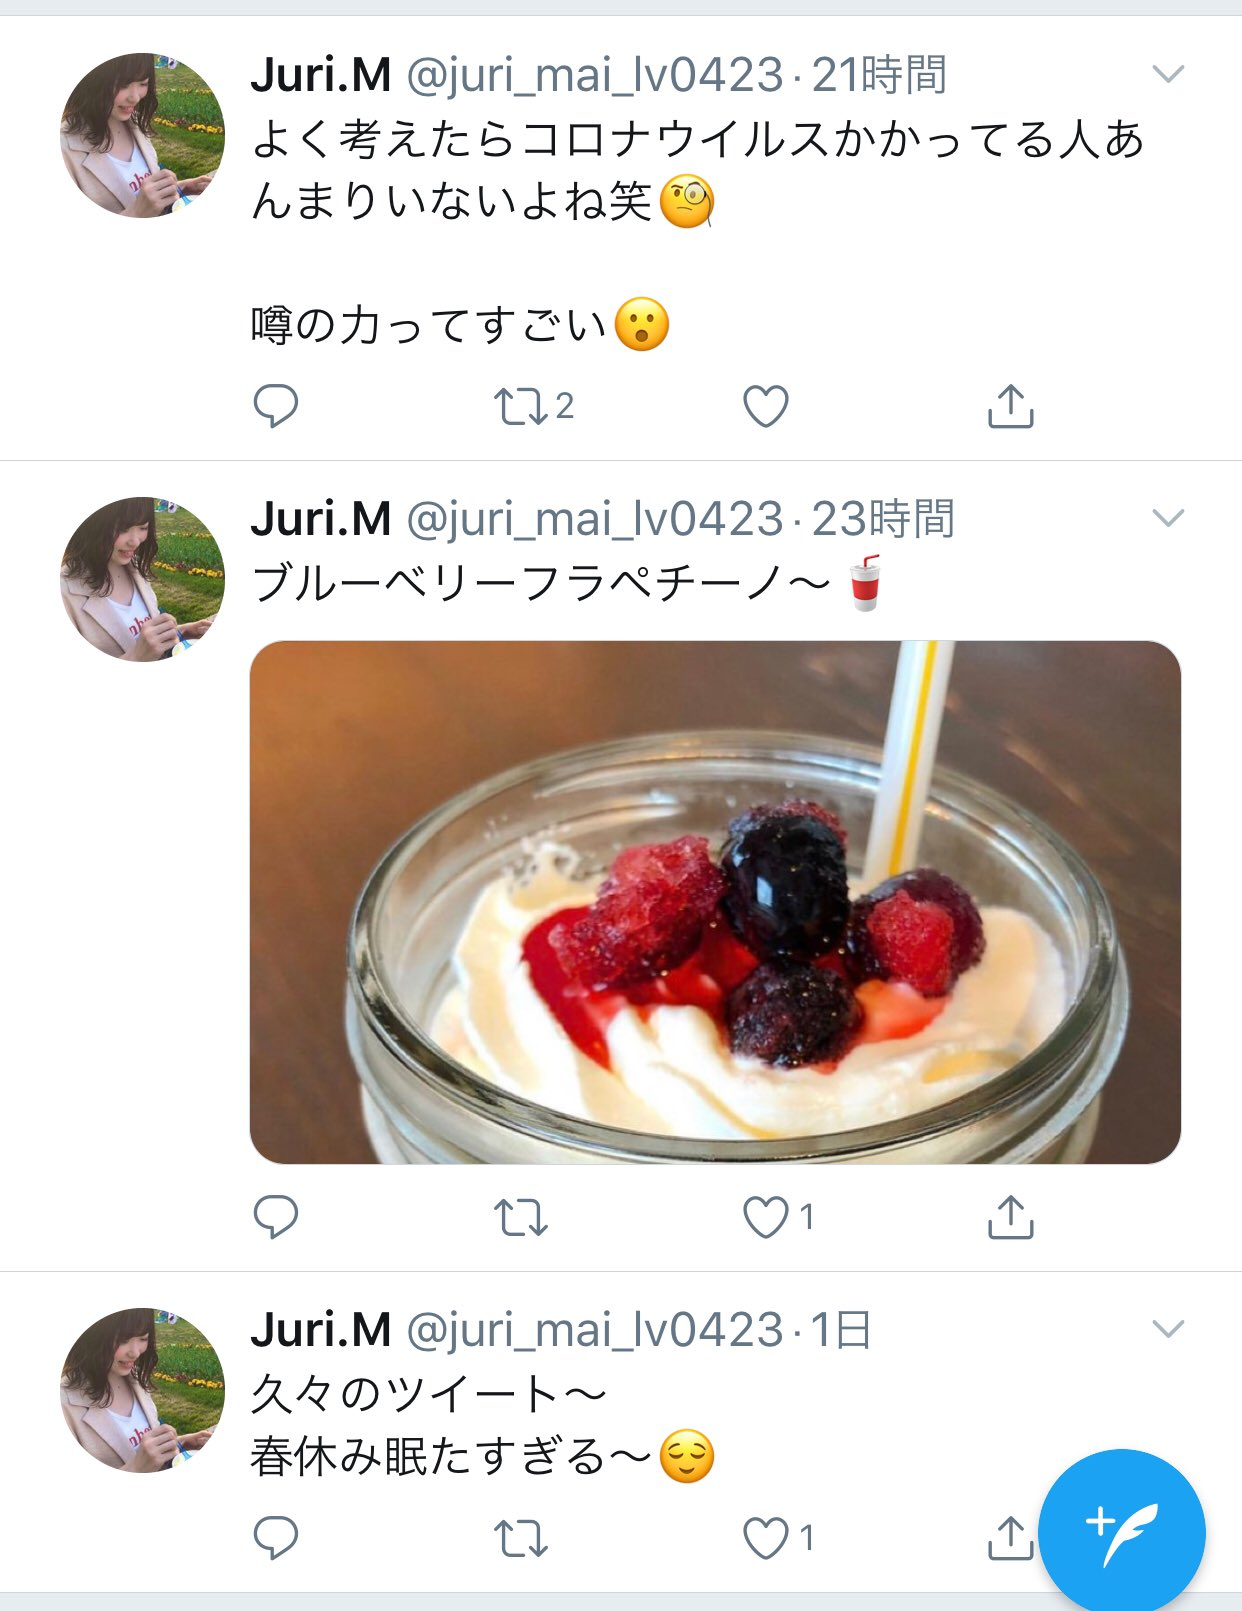 Juri.M @juri_mai_lv0423 · 21時間
よく考えたらコロナウイルスかかってる人あ
んまりいないよね笑🧐
噂の力ってすごい😮
2
Juri.M @juri_mai_lv0423 · 23時間
ブルーベリーフラペチーノ〜🥤
1
Juri.M @juri_mai_lv0423 · 1日
久々のツイート〜
春休み眠たすぎる〜😌
1